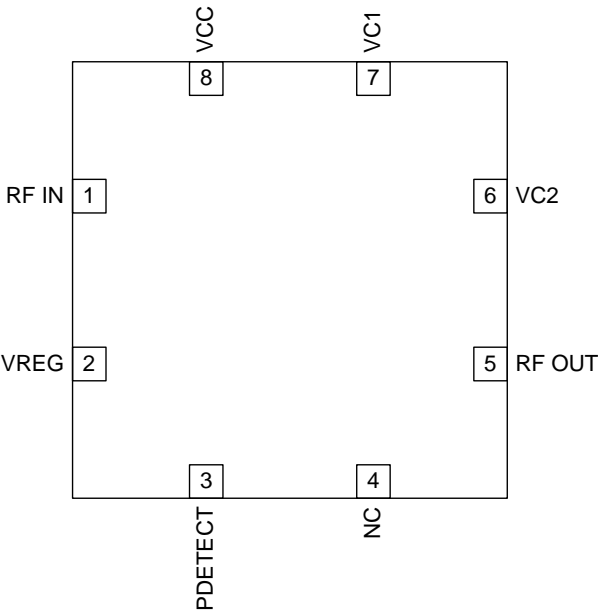 VCC
VC1
8
7
RF IN 1
6 VC2
VREG 2
5 RF OUT
3
4
PDETECT
NC